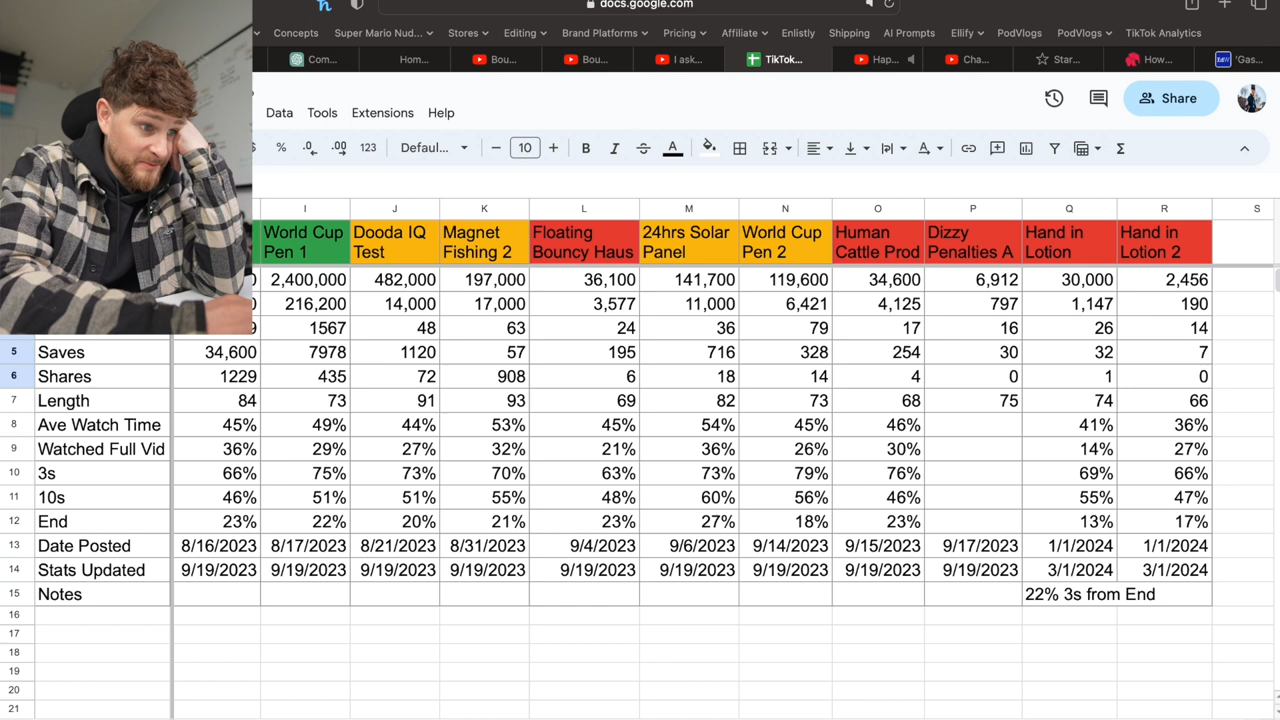 docs.google.com
Concepts Super Mario Nud... Stores Editing Brand Platforms Pricing Affiliate Enlistly Shipping AI Prompts Ellify PodVlogs PodVlogs TikTok Analytics
Com... Hom... Bou... Bou... I ask... TikTok... Hap... Cha... Star... How... 'Gas...
Data Tools Extensions Help Share
% .0 .00 123 Defaul... 10 B I S A Σ
I J K L M N O P Q R S
World Cup Pen 1 Dooda IQ Test Magnet Fishing 2 Floating Bouncy Haus 24hrs Solar Panel World Cup Pen 2 Human Cattle Prod Dizzy Penalties A Hand in Lotion Hand in Lotion 2
0 2,400,000 482,000 197,000 36,100 141,700 119,600 34,600 6,912 30,000 2,456
216,200 14,000 17,000 3,577 11,000 6,421 4,125 797 1,147 190
9 1567 48 63 24 36 79 17 16 26 14
5 Saves 34,600 7978 1120 57 195 716 328 254 30 32 7
6 Shares 1229 435 72 908 6 18 14 4 0 1 0
7 Length 84 73 91 93 69 82 73 68 75 74 66
8 Ave Watch Time 45% 49% 44% 53% 45% 54% 45% 46% 41% 36%
9 Watched Full Vid 36% 29% 27% 32% 21% 36% 26% 30% 14% 27%
10 3s 66% 75% 73% 70% 63% 73% 79% 76% 69% 66%
11 10s 46% 51% 51% 55% 48% 60% 56% 46% 55% 47%
12 End 23% 22% 20% 21% 23% 27% 18% 23% 13% 17%
13 Date Posted 8/16/2023 8/17/2023 8/21/2023 8/31/2023 9/4/2023 9/6/2023 9/14/2023 9/15/2023 9/17/2023 1/1/2024 1/1/2024
14 Stats Updated 9/19/2023 9/19/2023 9/19/2023 9/19/2023 9/19/2023 9/19/2023 9/19/2023 9/19/2023 9/19/2023 3/1/2024 3/1/2024
15 Notes 22% 3s from End
16
17
18
19
20
21